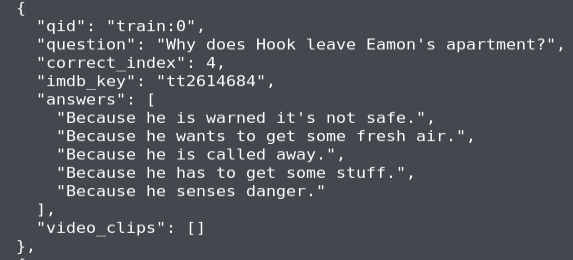 {
"qid": "train:0",
"question": "Why does Hook leave Eamon's apartment?",
"correct_index": 4,
"imdb_key": "tt2614684",
"answers": [
"Because he is warned it's not safe.",
"Because he wants to get some fresh air.",
"Because he is called away.",
"Because he has to get some stuff.",
"Because he senses danger."
],
"video_clips": []
},